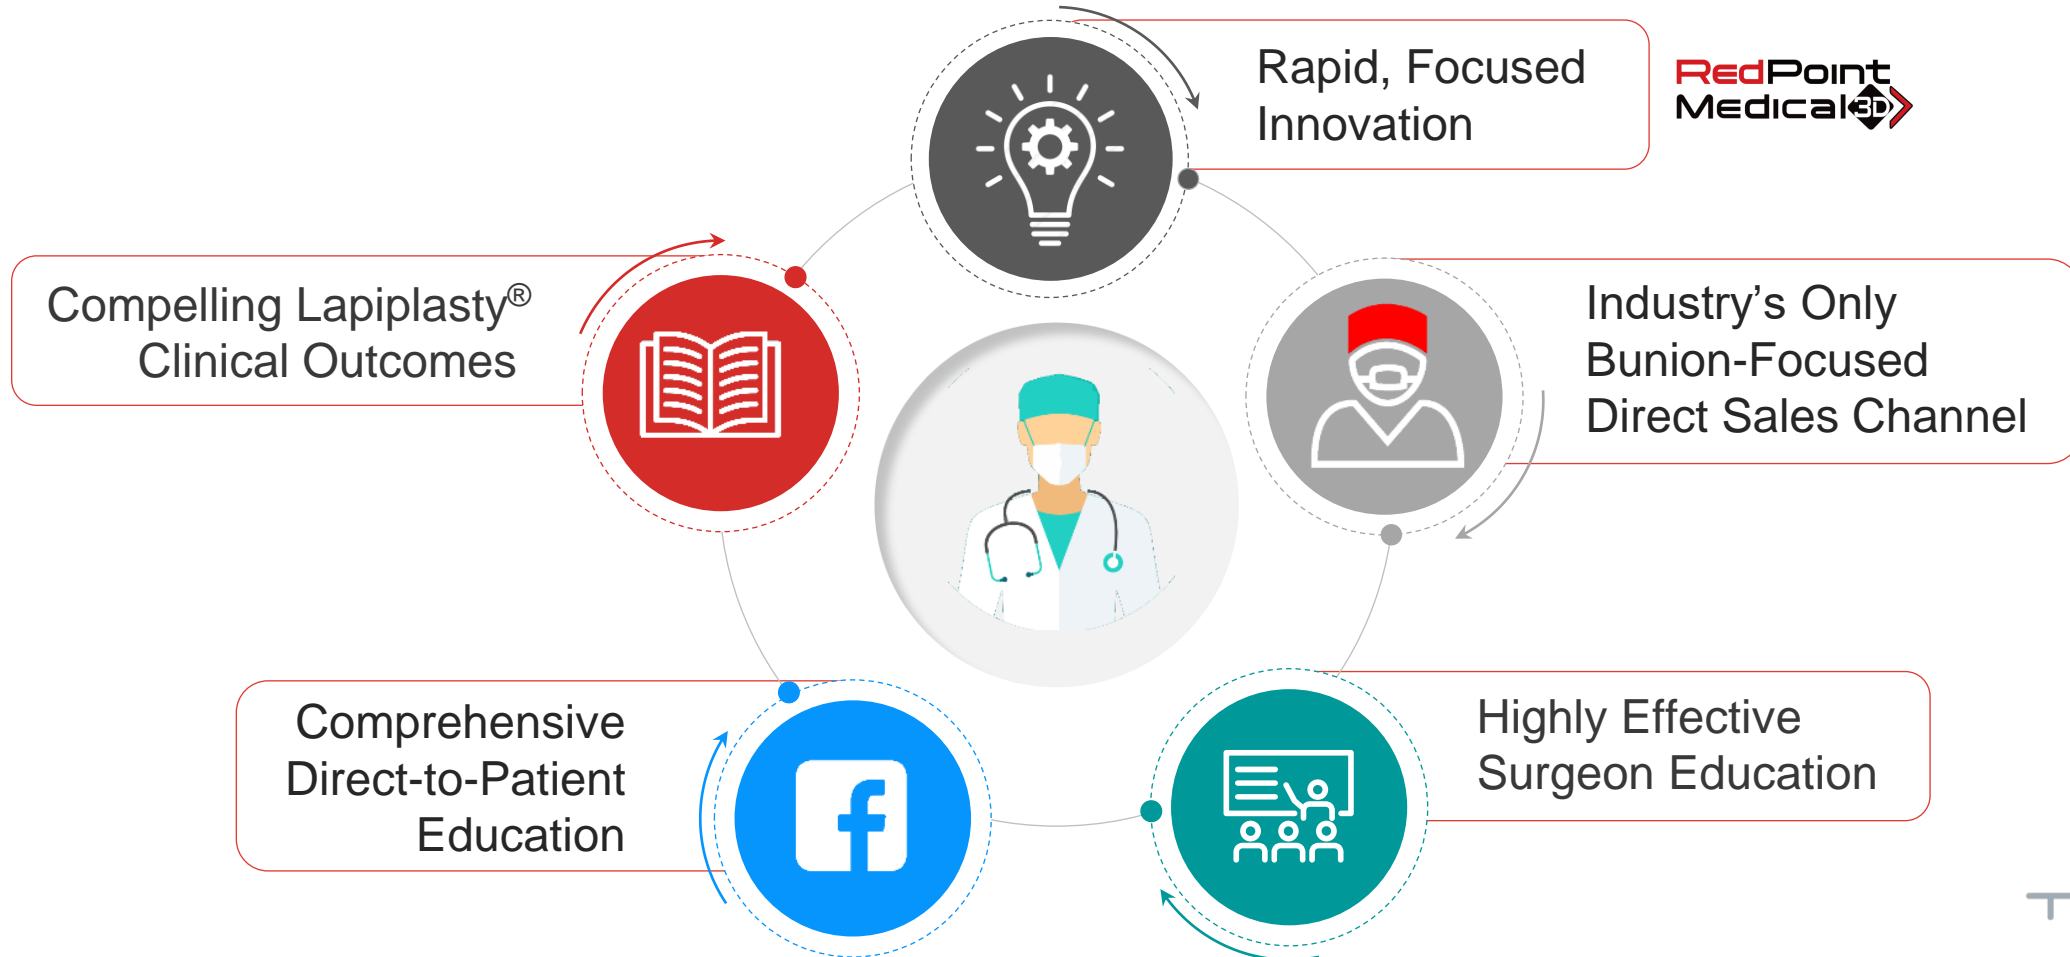 Rapid, Focused
Innovation
RedPoint
Medical 3D
Compelling Lapiplasty®
Clinical Outcomes
Industry’s Only
Bunion-Focused
Direct Sales Channel
Comprehensive
Direct-to-Patient
Education
Highly Effective
Surgeon Education